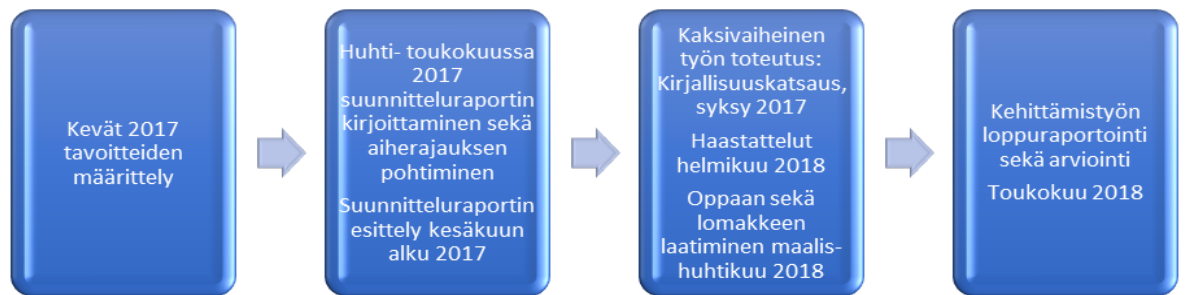 Kevät 2017
tavoitteiden
määrittely
Huhti- toukokuussa
2017
suunnitteluraportin
kirjoittaminen sekä
aiherajauksen
pohtiminen
Suunnitteluraportin
esittely kesäkuun
alku 2017
Kaksivaiheinen
työn toteutus:
Kirjallisuuskatsaus,
syksy 2017
Haastattelut
helmikuu 2018
Oppaan sekä
lomakkeen
laatiminen maalis-
huhtikuu 2018
Kehittämistyön
loppuraportointi
sekä arviointi
Toukokuu 2018